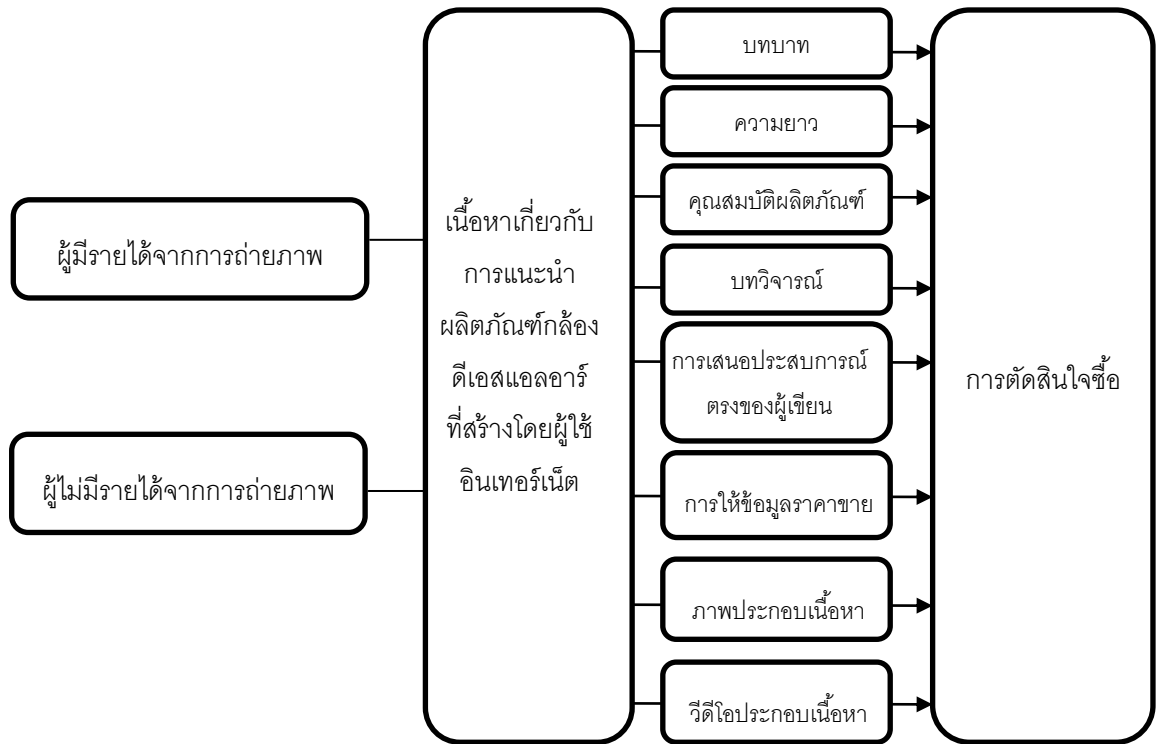 ผู้มีรายได้จากการถ่ายภาพ
ผู้ไม่มีรายได้จากการถ่ายภาพ
เนื้อหาเกี่ยวกับ
การแนะนำ
ผลิตภัณฑ์กล้อง
ดีเอสแอลอาร์
ที่สร้างโดยผู้ใช้
อินเทอร์เน็ต
บทบาท
ความยาว
คุณสมบัติผลิตภัณฑ์
บทวิจารณ์
การเสนอประสบการณ์
ตรงของผู้เขียน
การให้ข้อมูลราคาขาย
ภาพประกอบเนื้อหา
วีดีโอประกอบเนื้อหา
การตัดสินใจซื้อ